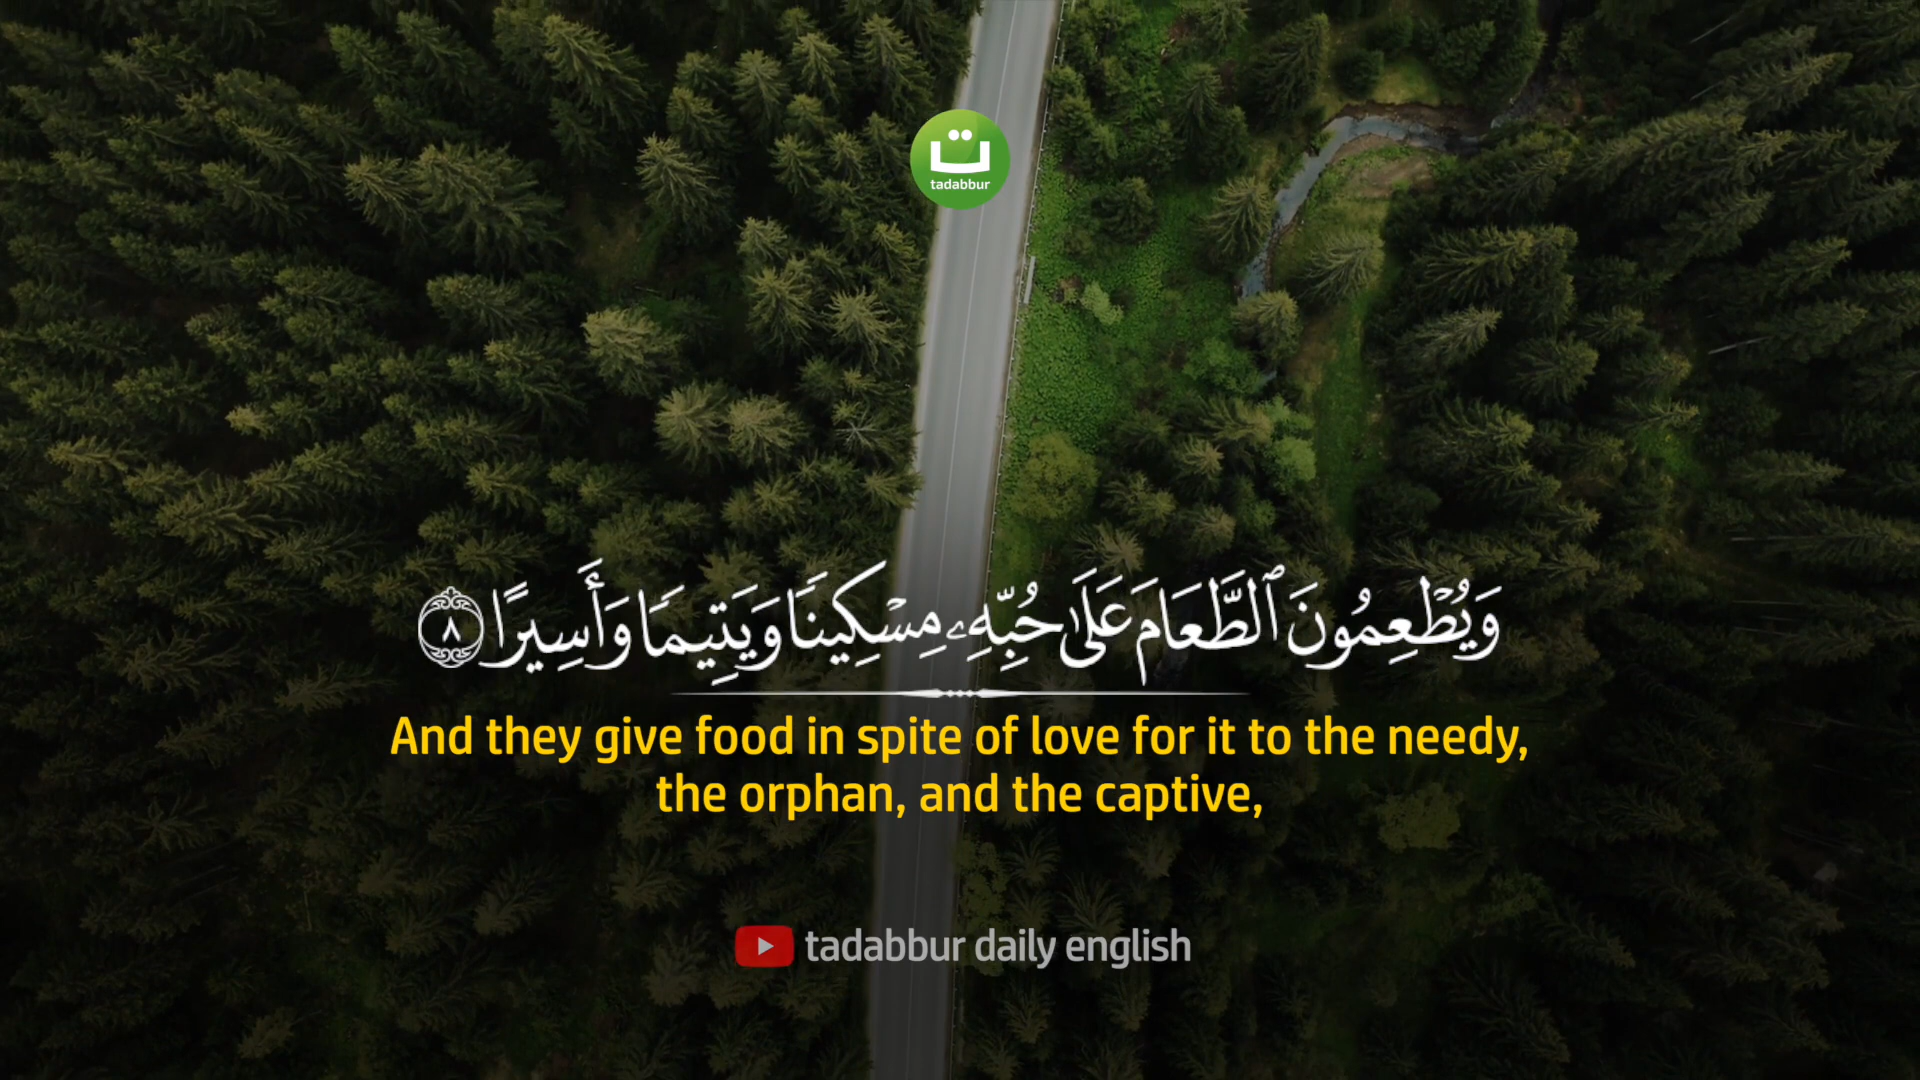 tadabbur
وَيُطْعِمُونَ ٱلطَّعَامَ عَلَىٰ حُبِّهِۦ مِسْكِينًا وَيَتِيمًا وَأَسِيرًا ٨
And they give food in spite of love for it to the needy,
the orphan, and the captive,
tadabbur daily english